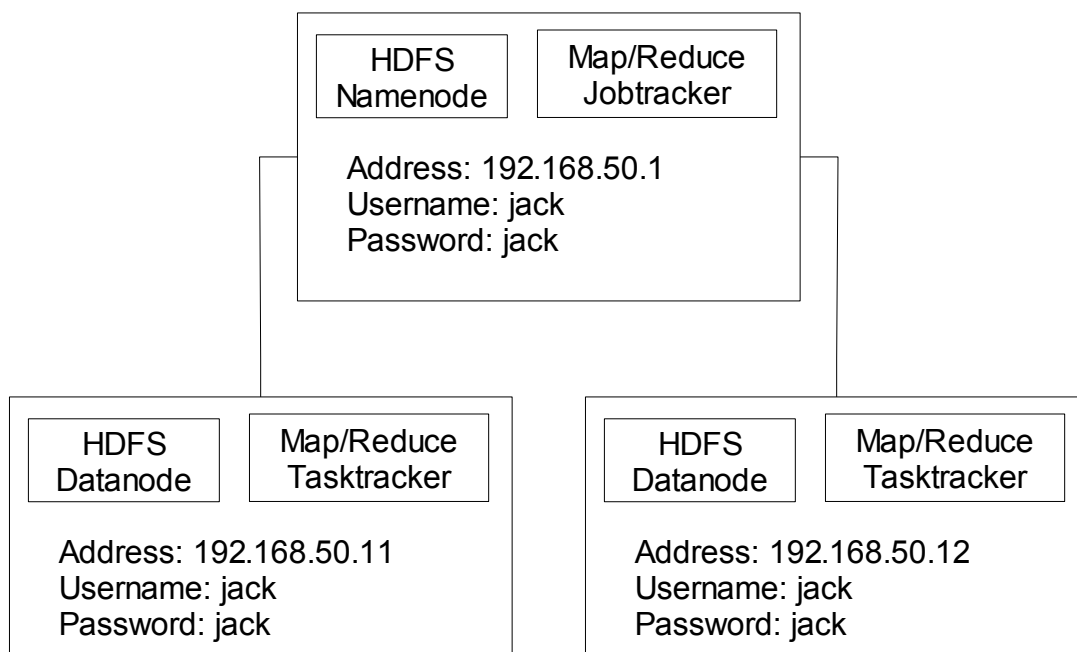 HDFS
Namenode
Map/Reduce
Jobtracker
Address: 192.168.50.1
Username: jack
Password: jack
HDFS
Datanode
Map/Reduce
Tasktracker
Address: 192.168.50.11
Username: jack
Password: jack
HDFS
Datanode
Map/Reduce
Tasktracker
Address: 192.168.50.12
Username: jack
Password: jack